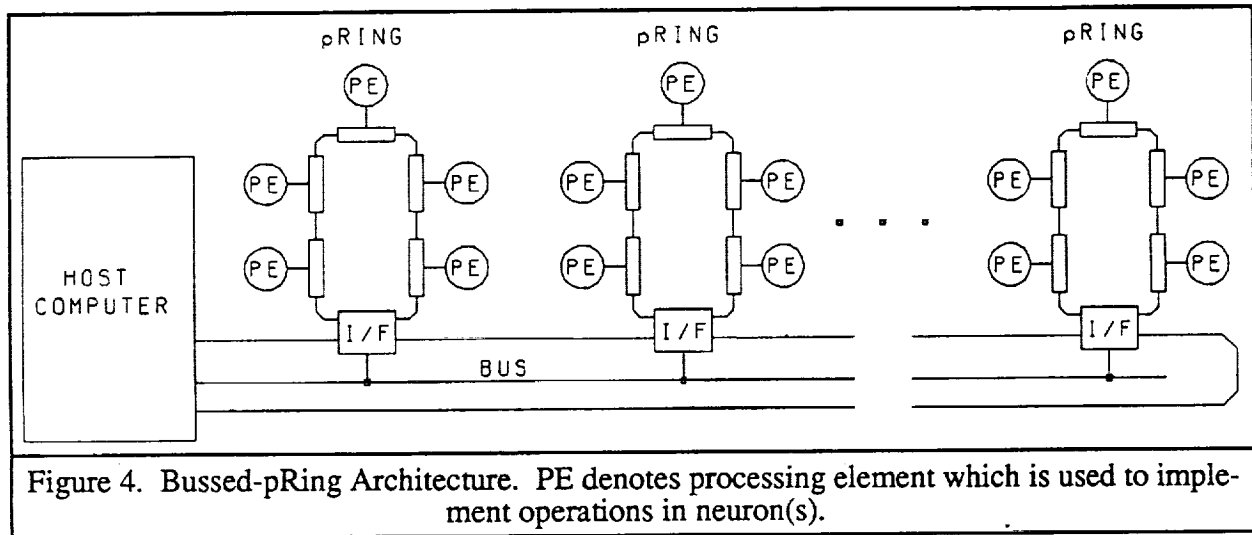 pRING pRING pRING
PE PE PE
PE PE PE PE PE PE
PE PE PE PE PE PE
HOST
COMPUTER
I/F I/F I/F
BUS
Figure 4. Bussed-pRing Architecture. PE denotes processing element which is used to imple-
ment operations in neuron(s).